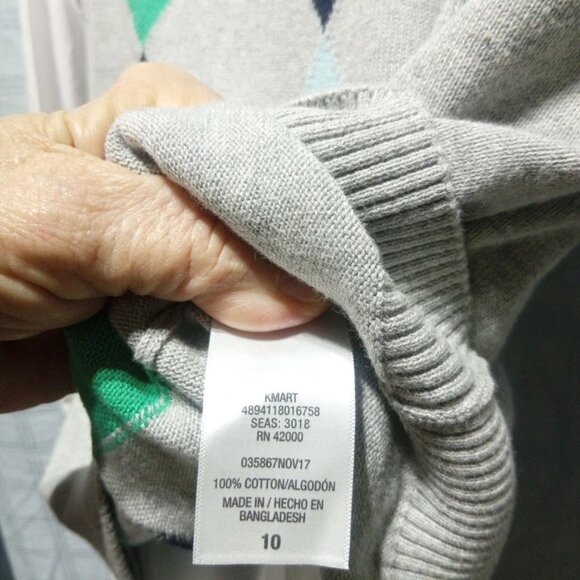 KMART
4894118016758
SEAS: 3018
RN 42000
035867NOV17
100% COTTON/ALGODÓN
MADE IN / HECHO EN
BANGLADESH
10